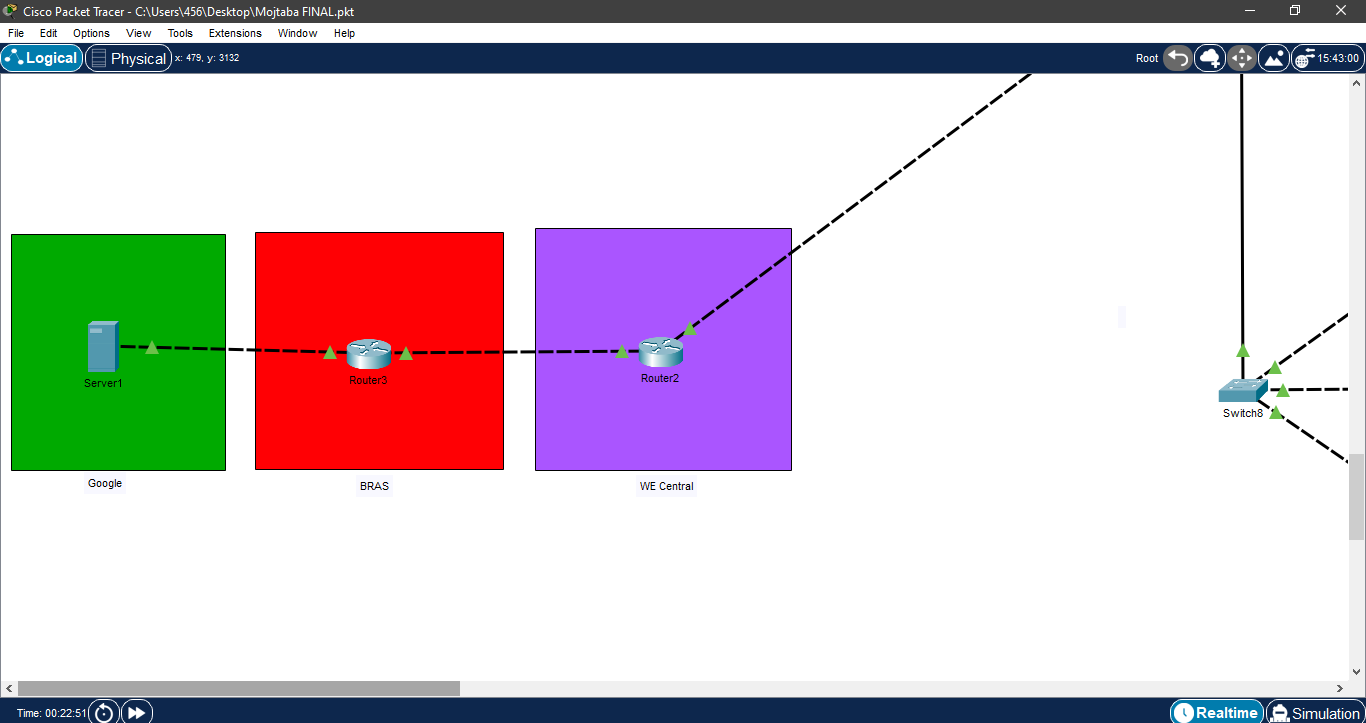 Cisco Packet Tracer - C:\Users\456\Desktop\Mojtaba FINAL.pkt
File Edit Options View Tools Extensions Window Help
Logical Physical x: 479, y: 3132 Root 15:43:00
Server1
Router3
Router2
Switch8
Google
BRAS
WE Central
Time: 00:22:51 Realtime Simulation